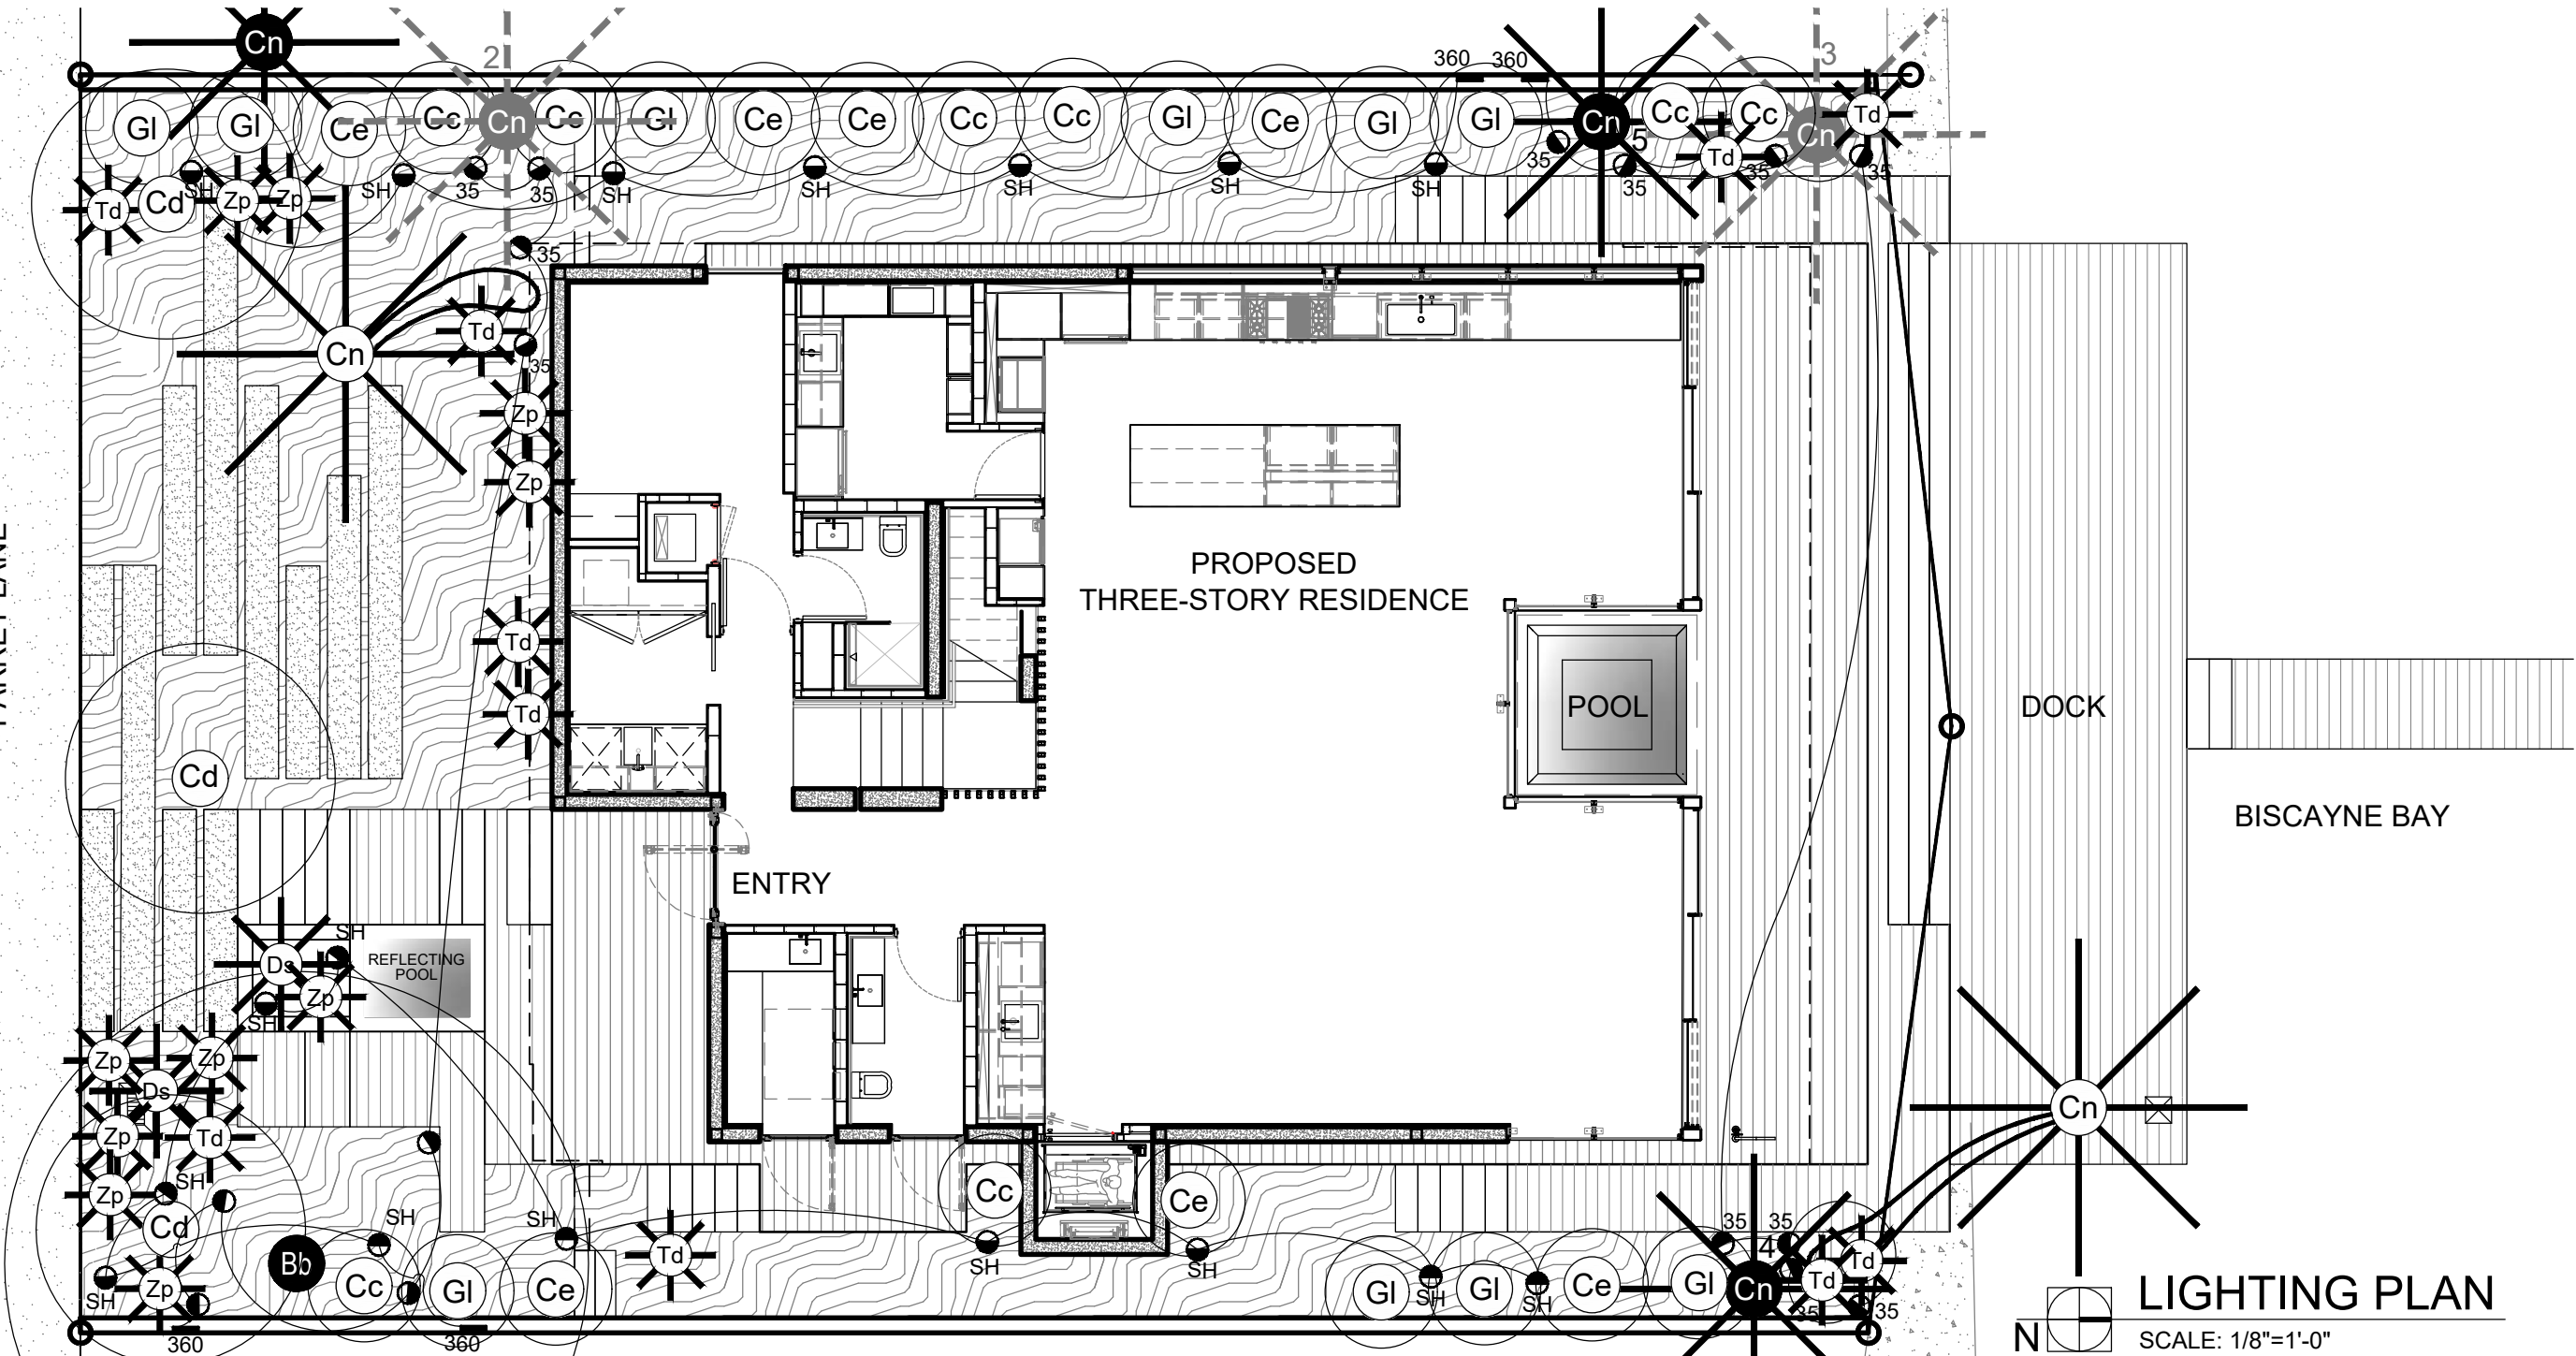 Cn
2
360
360
3
Gl
Gl
Ce
Cc
Cn
Cc
Gl
Ce
Ce
Cc
Cc
Gl
Ce
Gl
Gl
Cn
5
Cc
Cc
Cn
Td
Td
Cd
SH
Zp
Zp
SH
35
35
SH
SH
SH
SH
SH
35
35
Td
35
35
35
Cn
Td
35
Zp
Zp
PROPOSED
THREE-STORY RESIDENCE
Td
Td
POOL
DOCK
Cd
BISCAYNE BAY
ENTRY
SH
Ds
Zp
SH
REFLECTING
POOL
Zp
Zp
Ds
Zp
Td
Zp
SH
Cd
Cn
Cc
Ce
SH
SH
Td
SH
SH
Bb
Zp
SH
Cc
Gl
Ce
Gl
SH
Gl
SH
Ce
Gl
35
35
4
Cn
Td
Td
35
35
360
360
N
LIGHTING PLAN
SCALE: 1/8"=1'-0"